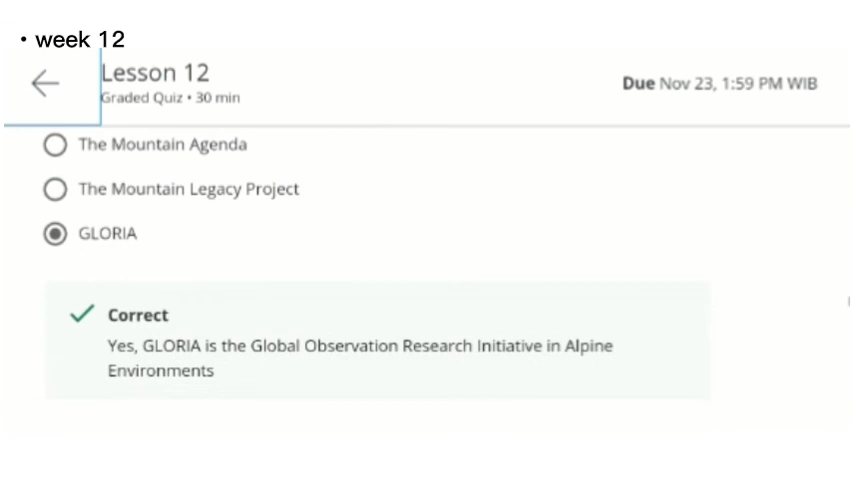 • week 12
Lesson 12
Graded Quiz • 30 min
Due Nov 23, 1:59 PM WIB
The Mountain Agenda
The Mountain Legacy Project
GLORIA
Correct
Yes, GLORIA is the Global Observation Research Initiative in Alpine
Environments